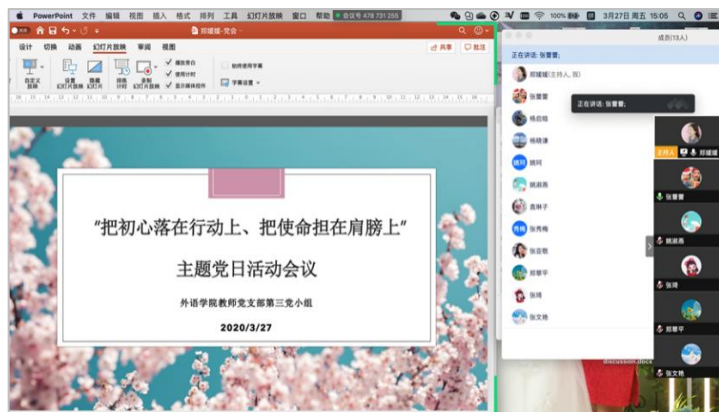 PowerPoint 文件 编辑 视图 插入 格式 排列 工具 幻灯片放映 窗口 帮助 会议号 478 731 255 100% 3月27日 周五 15:05
郑媛媛-党会
设计 切换 动画 幻灯片放映 审阅 视图 共享 批注
自定义放映 设置幻灯片放映 隐藏幻灯片 排练计时 录制幻灯片放映
播放旁白
使用计时
显示媒体控件
始终使用字幕
字幕设置
"把初心落在行动上、把使命担在肩膀上"
主题党日活动会议
外语学院教师党支部第三党小组
2020/3/27
成员(13人)
正在讲话: 张蕾蕾;
郑媛媛(主持人, 我)
张蕾蕾
正在讲话: 张蕾蕾;
杨启晗
杨晓潇
姚珂 姚珂
姚淑燕
袁琳子
秀梅 张秀梅
张亚敬
郑翠平
张琦
张文艳
主持人 郑媛媛
张蕾蕾
姚淑燕
张琦
郑翠平
张文艳
discussion.docx